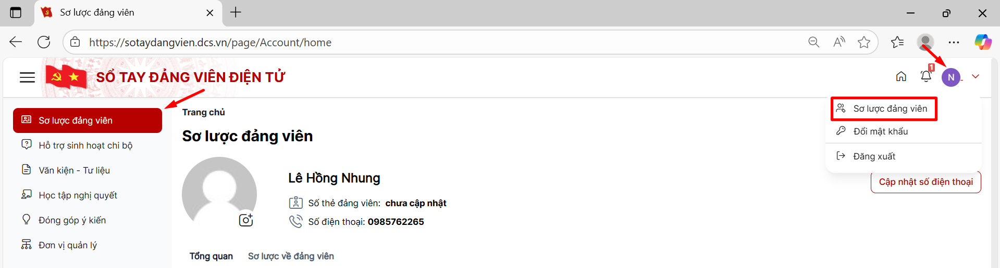 Sơ lược đảng viên
https://sotaydangvien.dcs.vn/page/Account/home
SỔ TAY ĐẢNG VIÊN ĐIỆN TỬ
1
N
Sơ lược đảng viên
Hỗ trợ sinh hoạt chi bộ
Văn kiện - Tư liệu
Học tập nghị quyết
Đóng góp ý kiến
Đơn vị quản lý
Trang chủ
Sơ lược đảng viên
Lê Hồng Nhung
Số thẻ đảng viên: chưa cập nhật
Số điện thoại: 0985762265
Tổng quan Sơ lược về đảng viên
Sơ lược đảng viên
Đổi mật khẩu
Đăng xuất
Cập nhật số điện thoại